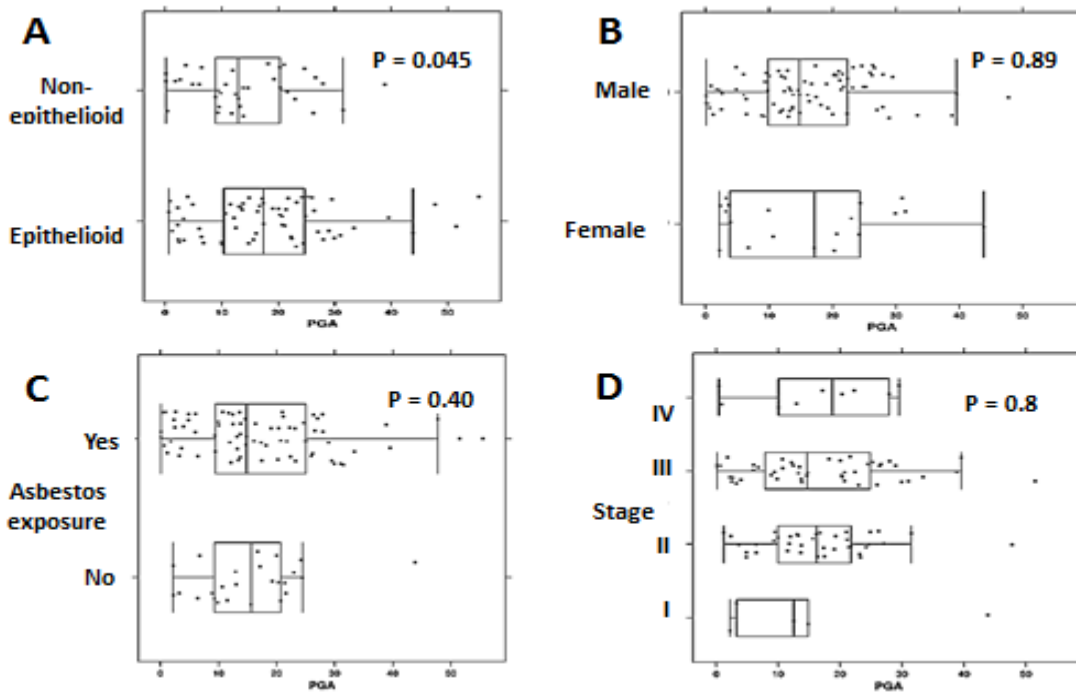 A
P = 0.045
Non-
epithelioid
Epithelioid
0 10 20 30 40 50
PGA
B
P = 0.89
Male
Female
0 10 20 30 40 50
PGA
C
P = 0.40
Yes
Asbestos
exposure
No
0 10 20 30 40 50
PGA
D
P = 0.8
IV
III
Stage
II
I
0 10 20 30 40 50
PGA